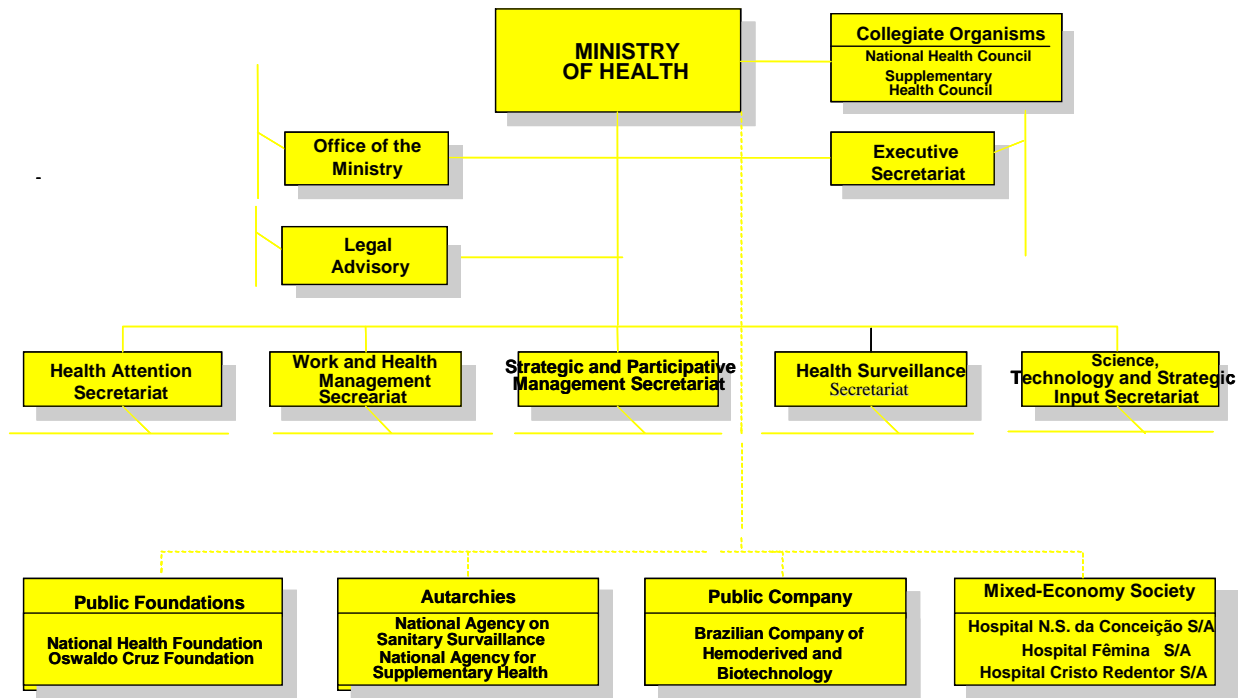 MINISTRY
OF HEALTH
Collegiate Organisms
National Health Council
Supplementary
Health Council
Office of the
Ministry
Executive
Secretariat
-
Legal
Advisory
Health Attention
Secretariat
Work and Health
Management
Secreariat
Strategic and Participative
Management Secretariat
Health Surveillance
Secretariat
Science,
Technology and Strategic
Input Secretariat
Public Foundations
National Health Foundation
Oswaldo Cruz Foundation
Autarchies
National Agency on
Sanitary Survaillance
National Agency for
Supplementary Health
Public Company
Brazilian Company of
Hemoderived and
Biotechnology
Mixed-Economy Society
Hospital N.S. da Conceição S/A
Hospital Fêmina S/A
Hospital Cristo Redentor S/A